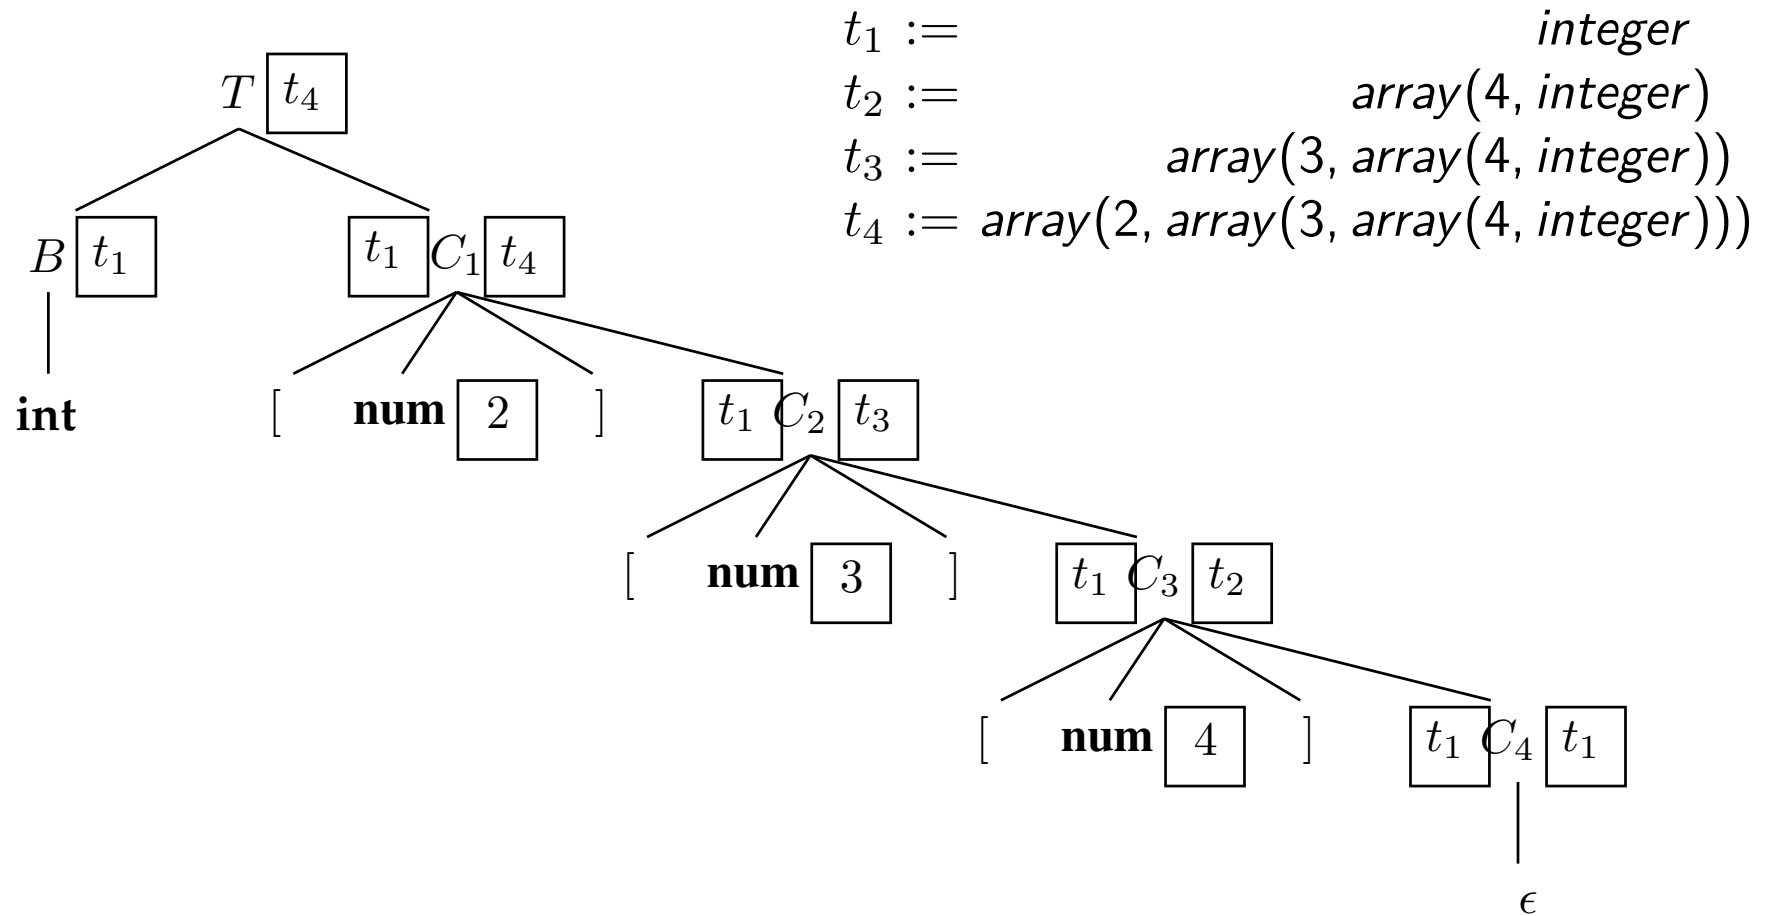 t₁ := integer
t₂ := array(4, integer)
t₃ := array(3, array(4, integer))
t₄ := array(2, array(3, array(4, integer)))
T t₄
B t₁ t₁ C₁ t₄
int [ num 2 ] t₁ C₂ t₃
[ num 3 ] t₁ C₃ t₂
[ num 4 ] t₁ C₄ t₁
ϵ